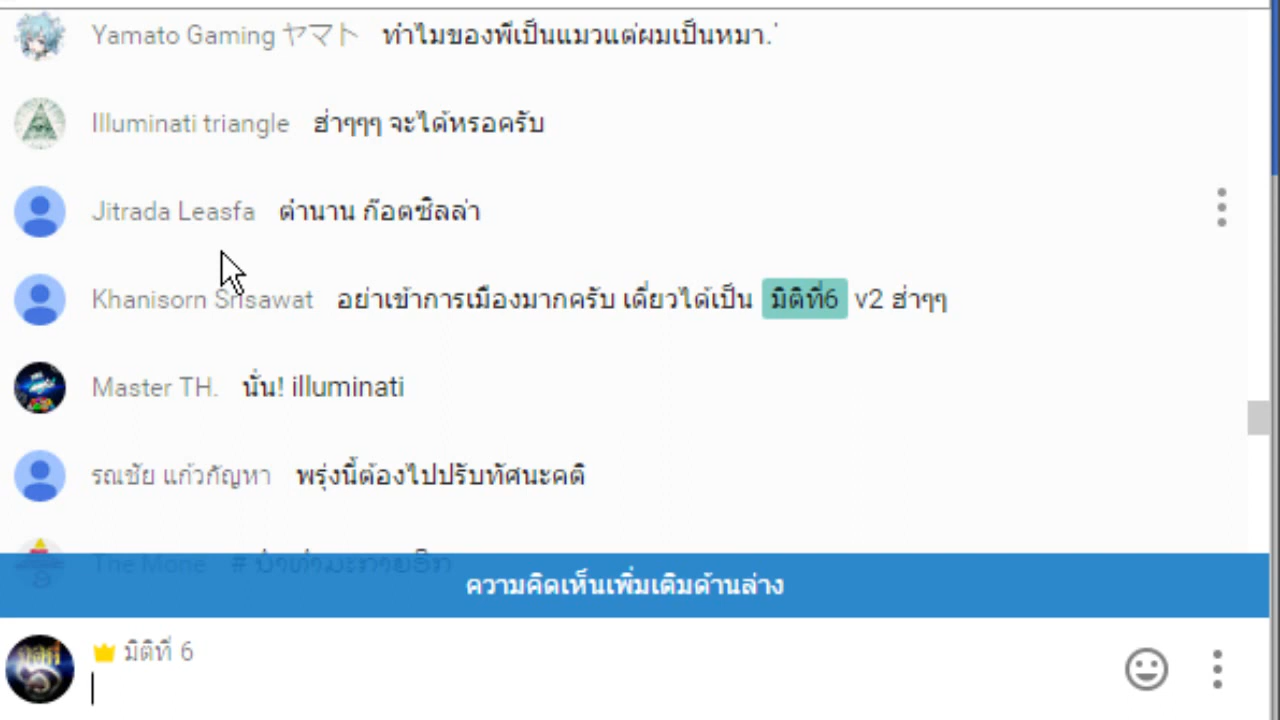 Yamato Gaming ヤマト ทำไมของพี่เป็นแมวแต่ผมเป็นหมา.'
Illuminati triangle ฮ่าๆๆๆ จะได้หรอครับ
Jitrada Leasfa ตำนาน ก๊อตซิลล่า
Khanisorn Srisawat อย่าเข้าการเมืองมากครับ เดี่ยวได้เป็น มิติที่6 v2 ฮ่าๆๆ
Master TH. นั่น! illuminati
รณชัย แก้วกัญหา พรุ่งนี้ต้องไปปรับทัศนะคติ
The Mone #
ความคิดเห็นเพิ่มเติมด้านล่าง
มิติที่ 6